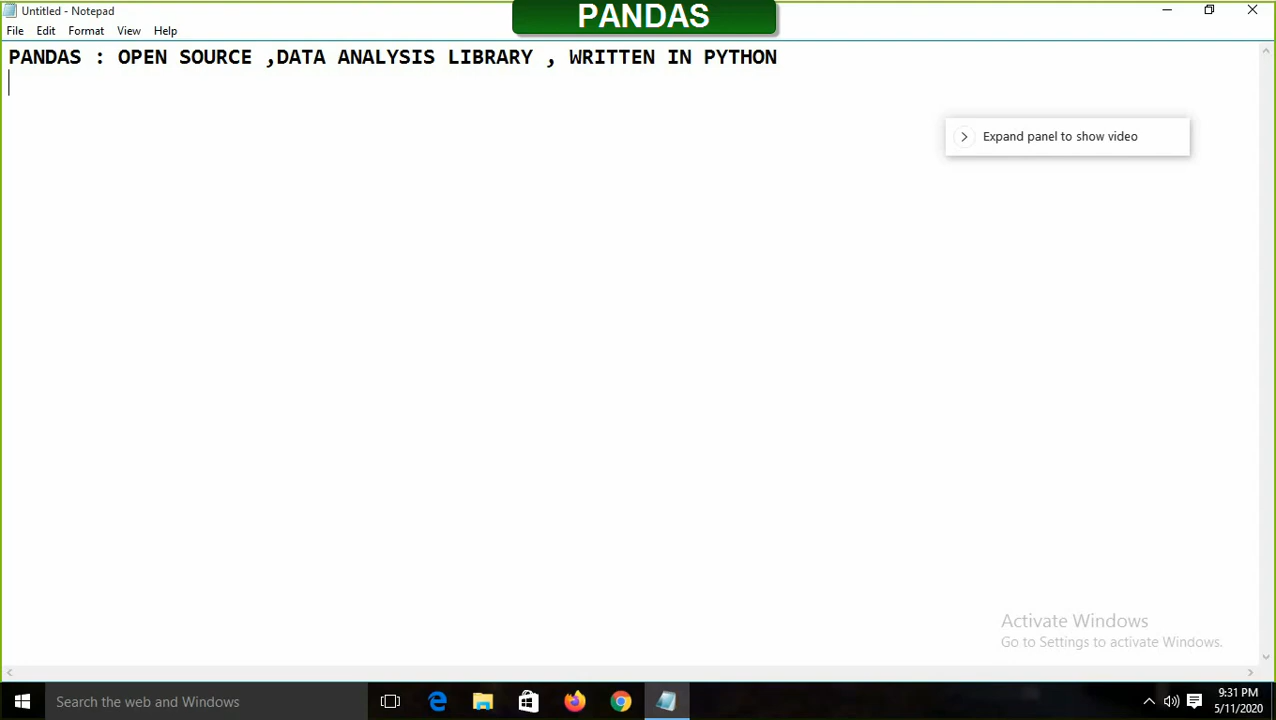 PANDAS
Untitled - Notepad
File Edit Format View Help
PANDAS : OPEN SOURCE ,DATA ANALYSIS LIBRARY , WRITTEN IN PYTHON
Expand panel to show video
Activate Windows
Go to Settings to activate Windows.
Search the web and Windows
9:31 PM
5/11/2020